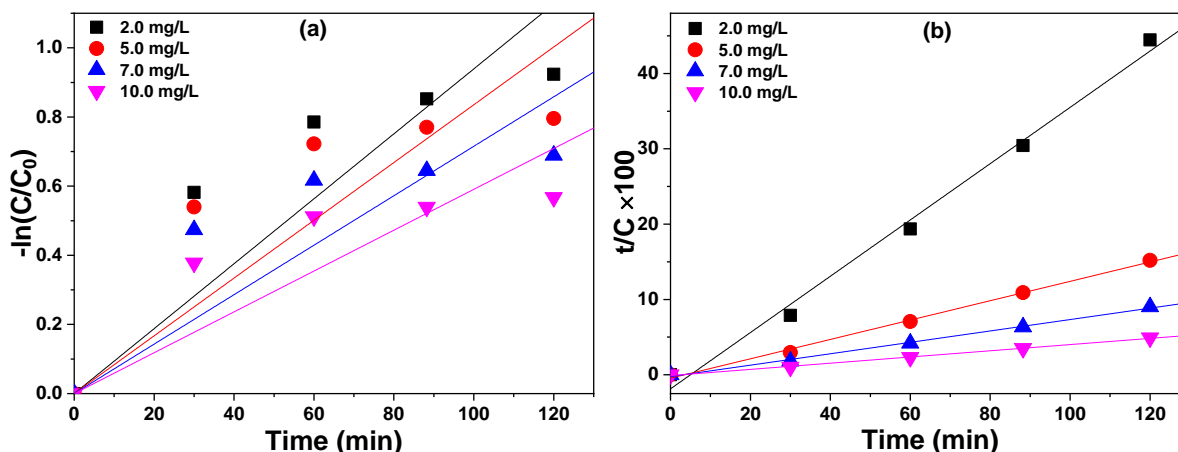 (a)
2.0 mg/L
5.0 mg/L
7.0 mg/L
10.0 mg/L
-ln(C/C₀)
1.0
0.8
0.6
0.4
0.2
0.0
0 20 40 60 80 100 120
Time (min)
(b)
2.0 mg/L
5.0 mg/L
7.0 mg/L
10.0 mg/L
t/C ×100
40
30
20
10
0
0 20 40 60 80 100 120
Time (min)